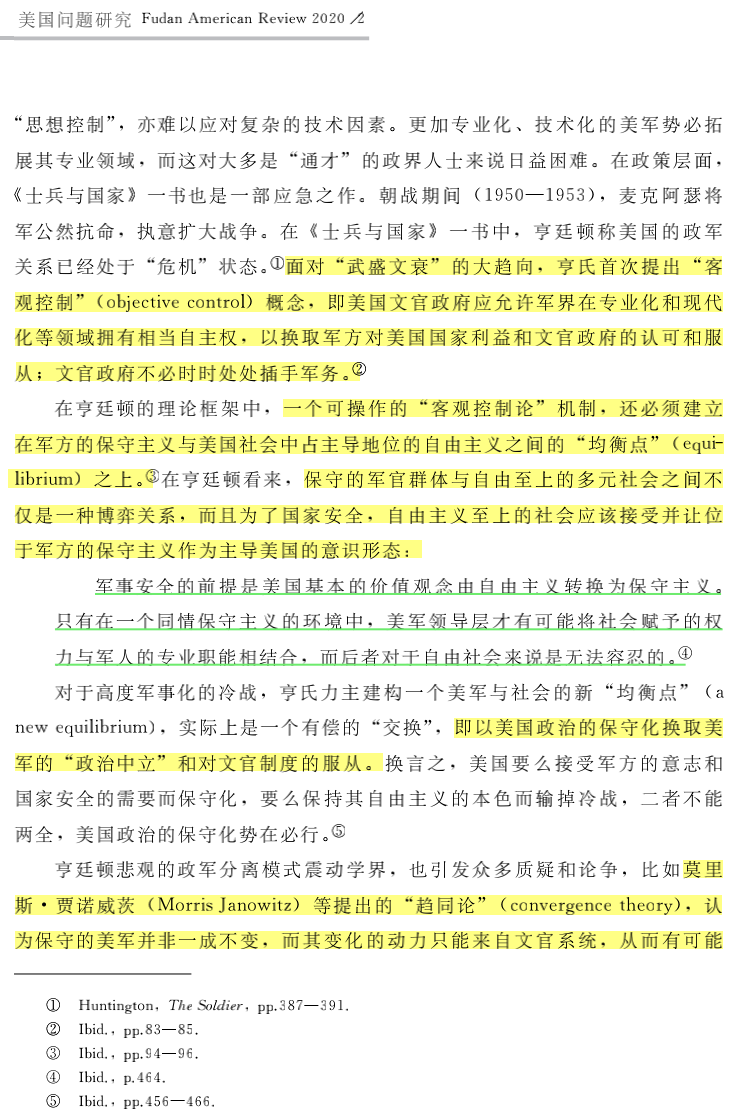 美国问题研究 Fudan American Review 2020 /2
“思想控制”，亦难以应对复杂的技术因素。更加专业化、技术化的美军势必拓
展其专业领域，而这对大多是“通才”的政界人士来说日益困难。在政策层面，
《士兵与国家》一书也是一部应急之作。朝战期间（1950—1953），麦克阿瑟将
军公然抗命，执意扩大战争。在《士兵与国家》一书中，亨廷顿称美国的政军
关系已经处于“危机”状态。①面对“武盛文衰”的大趋向，亨氏首次提出“客
观控制”（objective control）概念，即美国文官政府应允许军界在专业化和现代
化等领域拥有相当自主权，以换取军方对美国国家利益和文官政府的认可和服
从；文官政府不必时时处处插手军务。②
在亨廷顿的理论框架中，一个可操作的“客观控制论”机制，还必须建立
在军方的保守主义与美国社会中占主导地位的自由主义之间的“均衡点”（equi-
librium）之上。③在亨廷顿看来，保守的军官群体与自由至上的多元社会之间不
仅是一种博弈关系，而且为了国家安全，自由主义至上的社会应该接受并让位
于军方的保守主义作为主导美国的意识形态：
军事安全的前提是美国基本的价值观念由自由主义转换为保守主义。
只有在一个同情保守主义的环境中，美军领导层才有可能将社会赋予的权
力与军人的专业职能相结合，而后者对于自由社会来说是无法容忍的。④
对于高度军事化的冷战，亨氏力主建构一个美军与社会的新“均衡点”（a
new equilibrium），实际上是一个有偿的“交换”，即以美国政治的保守化换取美
军的“政治中立”和对文官制度的服从。换言之，美国要么接受军方的意志和
国家安全的需要而保守化，要么保持其自由主义的本色而输掉冷战，二者不能
两全，美国政治的保守化势在必行。⑤
亨廷顿悲观的政军分离模式震动学界，也引发众多质疑和论争，比如莫里
斯·贾诺威茨（Morris Janowitz）等提出的“趋同论”（convergence theory），认
为保守的美军并非一成不变，而其变化的动力只能来自文官系统，从而有可能
① Huntington，The Soldier，pp.387—391.
② Ibid.，pp.83—85.
③ Ibid.，pp.94—96.
④ Ibid.，p.464.
⑤ Ibid.，pp.456—466.